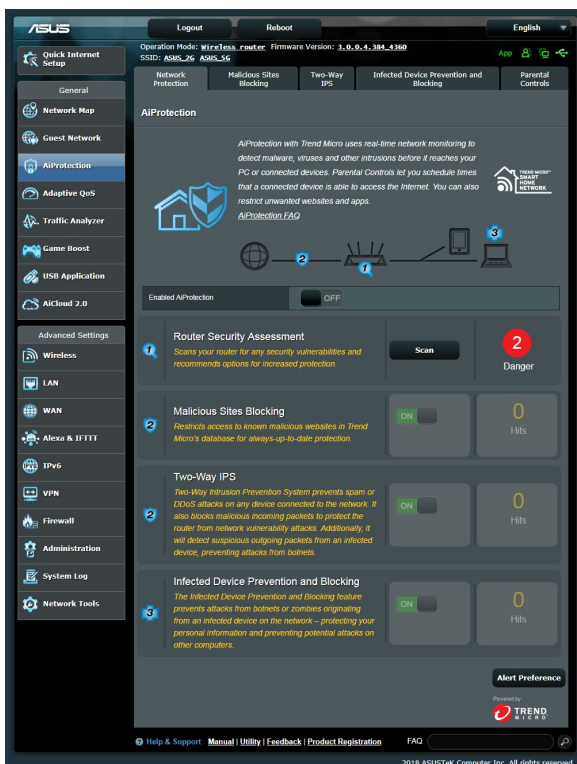 ASUS
Logout
Reboot
English
Quick Internet
Setup
Operation Mode: Wireless router Firmware Version: 3.0.0.4.384_4360
SSID: ASUS_2G ASUS_5G
App
General
Network Map
Guest Network
AiProtection
Adaptive QoS
Traffic Analyzer
Game Boost
USB Application
AiCloud 2.0
Advanced Settings
Wireless
LAN
WAN
Alexa & IFTTT
IPv6
VPN
Firewall
Administration
System Log
Network Tools
Network
Protection
Malicious Sites
Blocking
Two-Way
IPS
Infected Device Prevention and
Blocking
Parental
Controls
AiProtection
AiProtection with Trend Micro uses real-time network monitoring to
detect malware, viruses and other intrusions before it reaches your
PC or connected devices. Parental Controls let you schedule times
that a connected device is able to access the Internet. You can also
restrict unwanted websites and apps.
AiProtection FAQ
TREND MICRO™
SMART
HOME
NETWORK
2
1
3
Enabled AiProtection
OFF
1
Router Security Assessment
Scans your router for any security vulnerabilities and
recommends options for increased protection.
Scan
2
Danger
2
Malicious Sites Blocking
Restricts access to known malicious websites in Trend
Micro's database for always-up-to-
date protection.
ON
0
Hits
2
Two-Way IPS
Two-Way Intrusion Prevention System prevents spam or
DDoS attacks on any device connected to the network. It
also blocks malicious incoming packets to protect the
router from network vulnerability attacks. Additionally, it
will detect suspicious outgoing packets from an infected
device, preventing attacks from botnets.
ON
0
Hits
3
Infected Device Prevention and Blocking
The Infected Device Prevention and Blocking feature
prevents attacks from botnets or zombies originating
from an infected device on the network – protecting your
personal information and preventing potential attacks on
other computers.
ON
0
Hits
Alert Preference
Powered by
TREND
MICRO
Help & Support
Manual | Utility | Feedback | Product Registration
FAQ
2018 ASUSTeK Computer Inc. All rights reserved